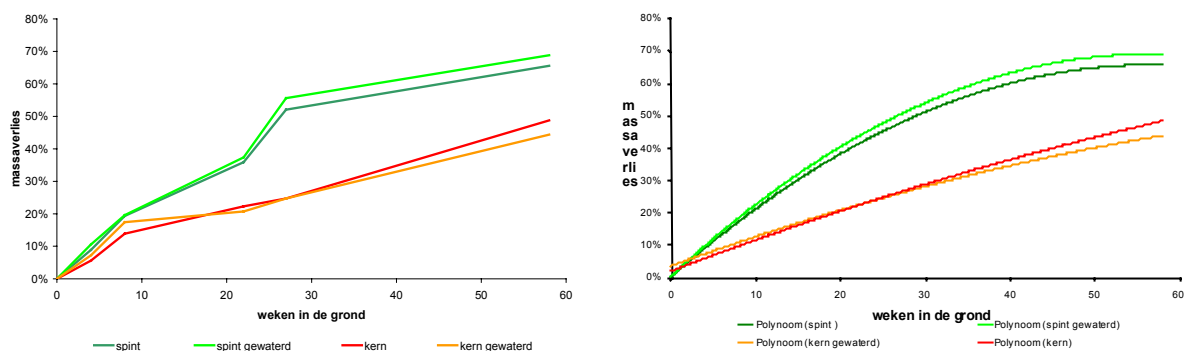 80%
70%
60%
50%
40%
30%
20%
10%
0%
massaverlies
0 10 20 30 40 50 60
weken in de grond
spint spint gewaterd kern kern gewaterd
80%
70%
60%
50%
40%
30%
20%
10%
0%
m
as
sa
ve
rli
es
0 10 20 30 40 50 60
weken in de grond
Polynoom (spint ) Polynoom (spint gewaterd)
Polynoom (kern gewaterd) Polynoom (kern)